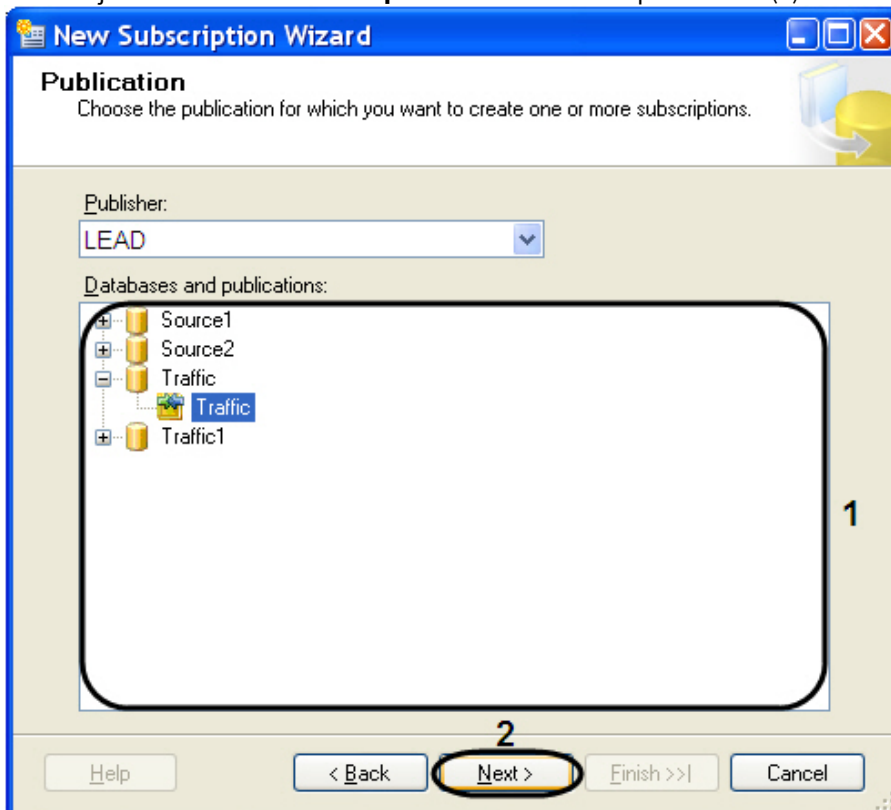 New Subscription Wizard
Publication
Choose the publication for which you want to create one or more subscriptions.
Publisher:
LEAD
Databases and publications:
Source1
Source2
Traffic
Traffic
Traffic1
1
2
Help
< Back
Next >
Finish >>|
Cancel